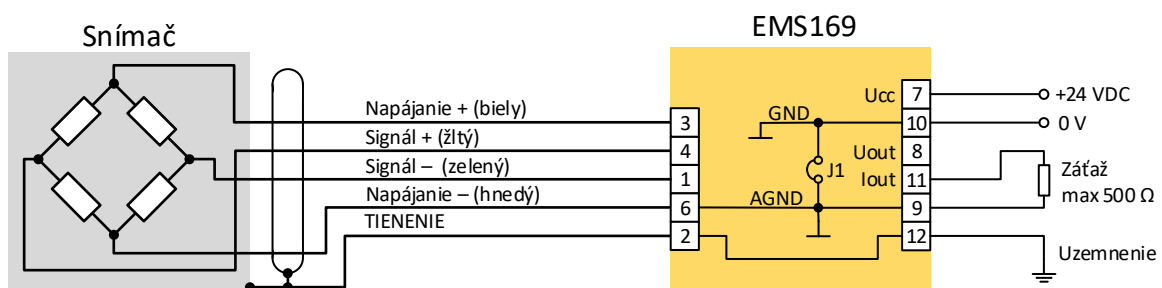 Snímač
EMS169
Napájanie + (biely)
Signál + (žltý)
Signál – (zelený)
Napájanie – (hnedý)
TIENENIE
3
4
1
6
2
GND
J1
AGND
Ucc
Uout
Iout
7
10
8
11
9
12
+24 VDC
0 V
Záťaž
max 500 Ω
Uzemnenie